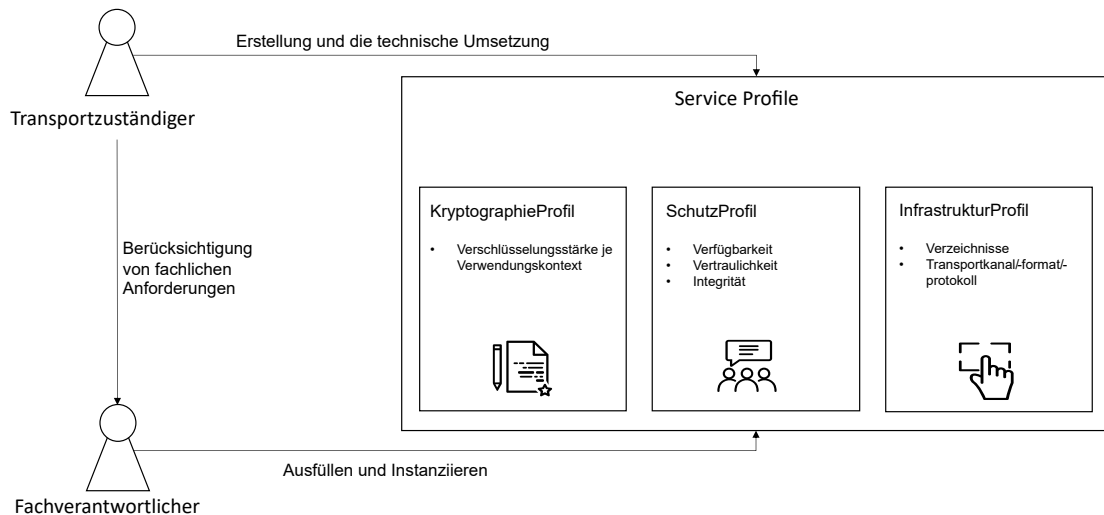 Erstellung und die technische Umsetzung
Transportzuständiger
Service Profile
KryptographieProfil
• Verschlüsselungsstärke je
Verwendungskontext
SchutzProfil
• Verfügbarkeit
• Vertraulichkeit
• Integrität
InfrastrukturProfil
• Verzeichnisse
• Transportkanal/-format/-
protokoll
Berücksichtigung
von fachlichen
Anforderungen
Ausfüllen und Instanziieren
Fachverantwortlicher